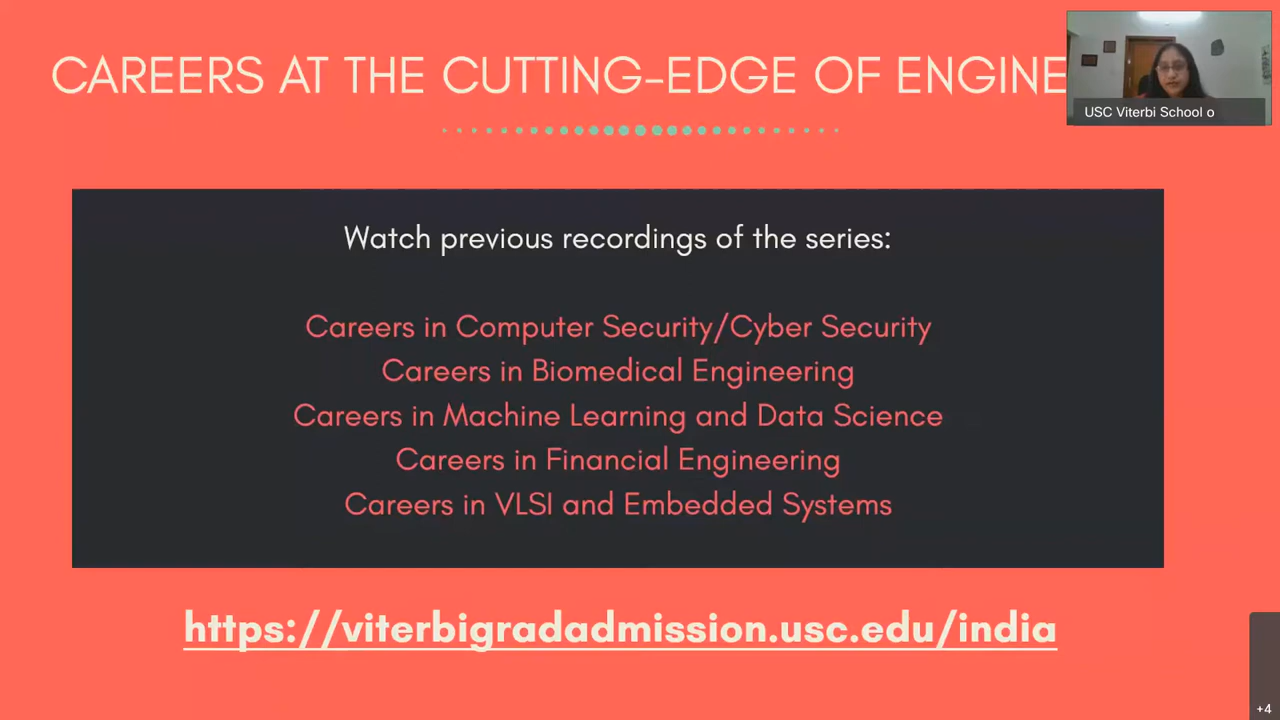 CAREERS AT THE CUTTING-EDGE OF ENGINE
USC Viterbi School o
Watch previous recordings of the series:
Careers in Computer Security/Cyber Security
Careers in Biomedical Engineering
Careers in Machine Learning and Data Science
Careers in Financial Engineering
Careers in VLSI and Embedded Systems
https://viterbigradadmission.usc.edu/india
+4